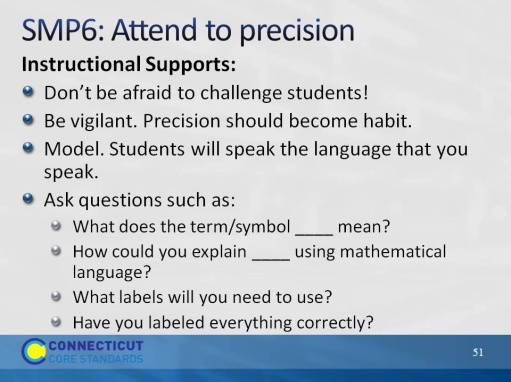 SMP6: Attend to precision
Instructional Supports:
Don't be afraid to challenge students!
Be vigilant. Precision should become habit.
Model. Students will speak the language that you
speak.
Ask questions such as:
What does the term/symbol ____ mean?
How could you explain ____ using mathematical
language?
What labels will you need to use?
Have you labeled everything correctly?
CONNECTICUT
CORE STANDARDS
51